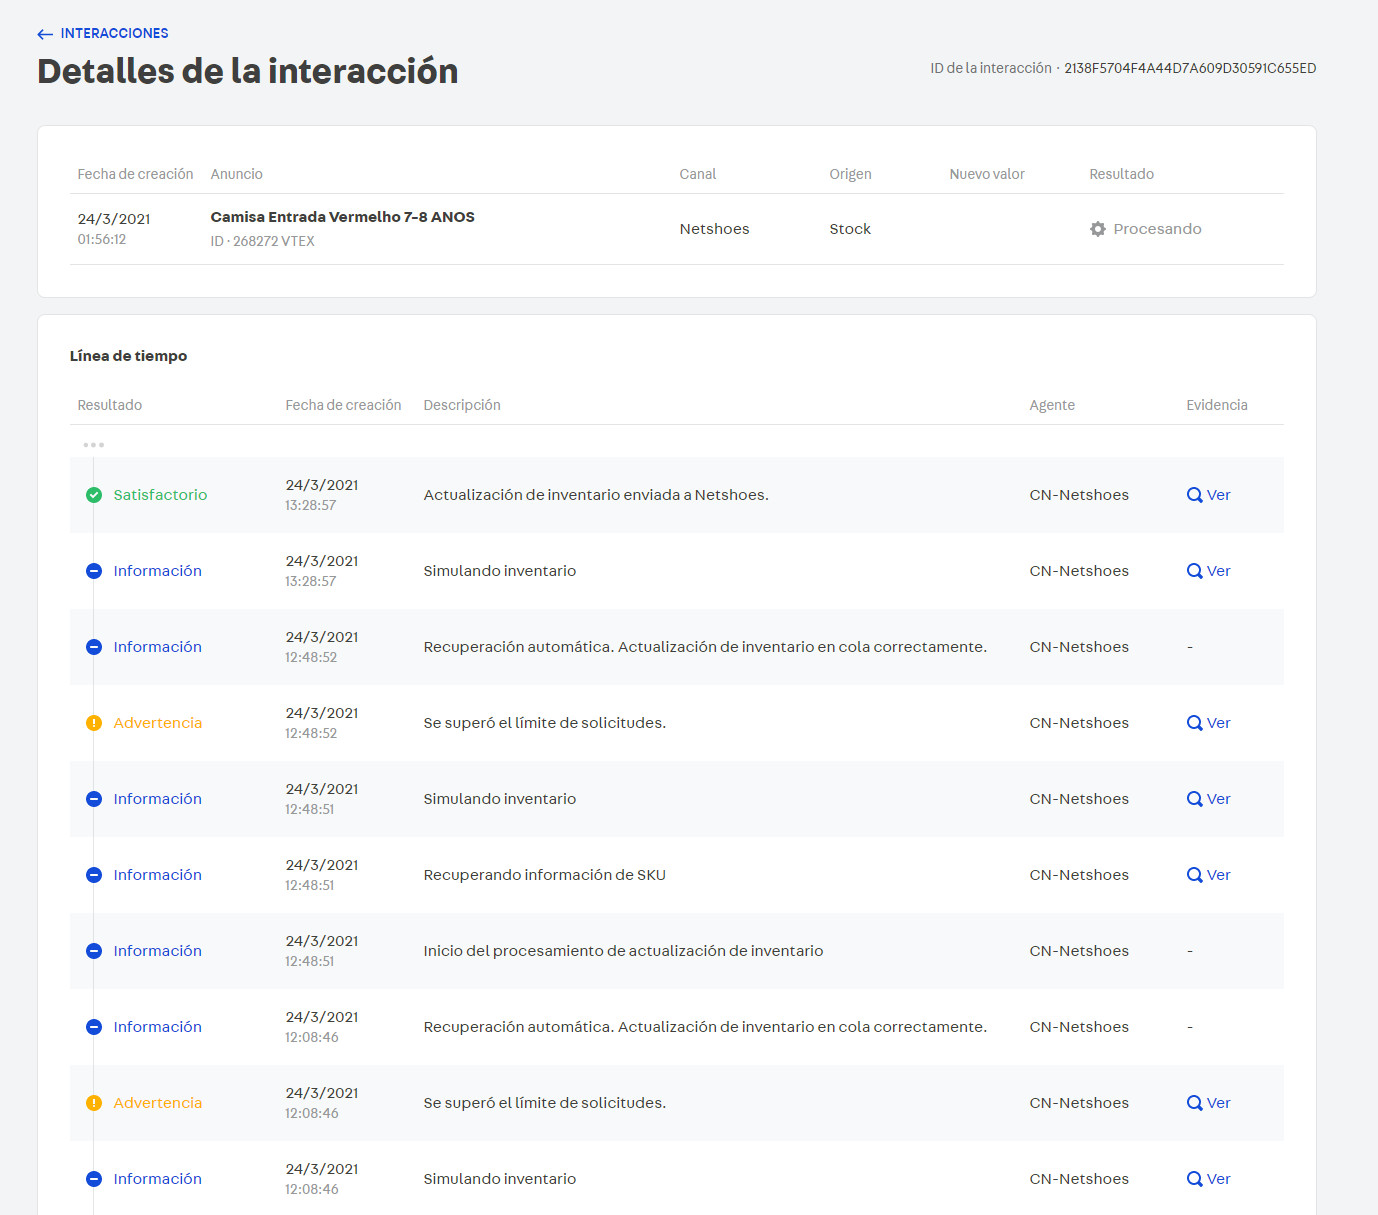 INTERACCIONES
Detalles de la interacción
ID de la interacción · 2138F5704F4A44D7A609D30591C655ED
Fecha de creación Anuncio Canal Origen Nuevo valor Resultado
24/3/2021
01:56:12
Camisa Entrada Vermelho 7-8 ANOS
ID · 268272 VTEX
Netshoes Stock Procesando
Línea de tiempo
Resultado Fecha de creación Descripción Agente Evidencia
Satisfactorio 24/3/2021 13:28:57 Actualización de inventario enviada a Netshoes. CN-Netshoes Ver
Información 24/3/2021 13:28:57 Simulando inventario CN-Netshoes Ver
Información 24/3/2021 12:48:52 Recuperación automática. Actualización de inventario en cola correctamente. CN-Netshoes -
Advertencia 24/3/2021 12:48:52 Se superó el límite de solicitudes. CN-Netshoes Ver
Información 24/3/2021 12:48:51 Simulando inventario CN-Netshoes Ver
Información 24/3/2021 12:48:51 Recuperando información de SKU CN-Netshoes Ver
Información 24/3/2021 12:48:51 Inicio del procesamiento de actualización de inventario CN-Netshoes -
Información 24/3/2021 12:08:46 Recuperación automática. Actualización de inventario en cola correctamente. CN-Netshoes -
Advertencia 24/3/2021 12:08:46 Se superó el límite de solicitudes. CN-Netshoes Ver
Información 24/3/2021 12:08:46 Simulando inventario CN-Netshoes Ver